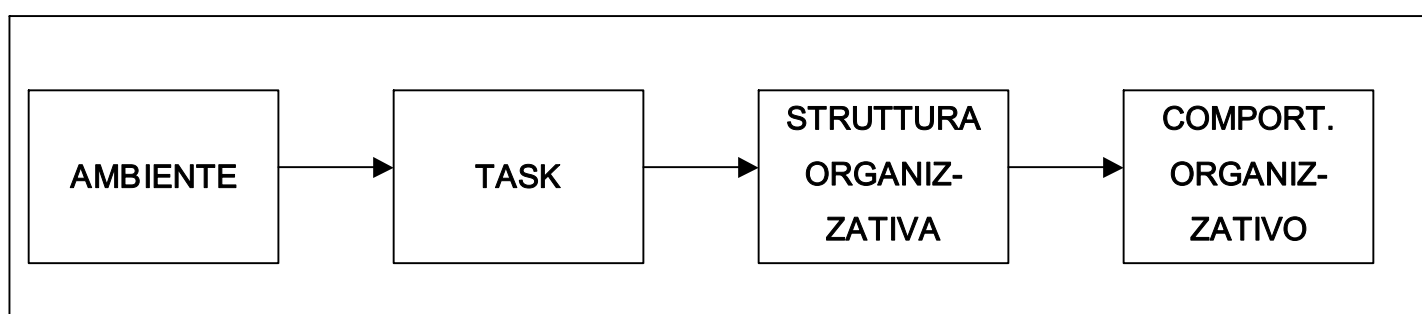 AMBIENTE
TASK
STRUTTURA
ORGANIZ-
ZATIVA
COMPORT.
ORGANIZ-
ZATIVO